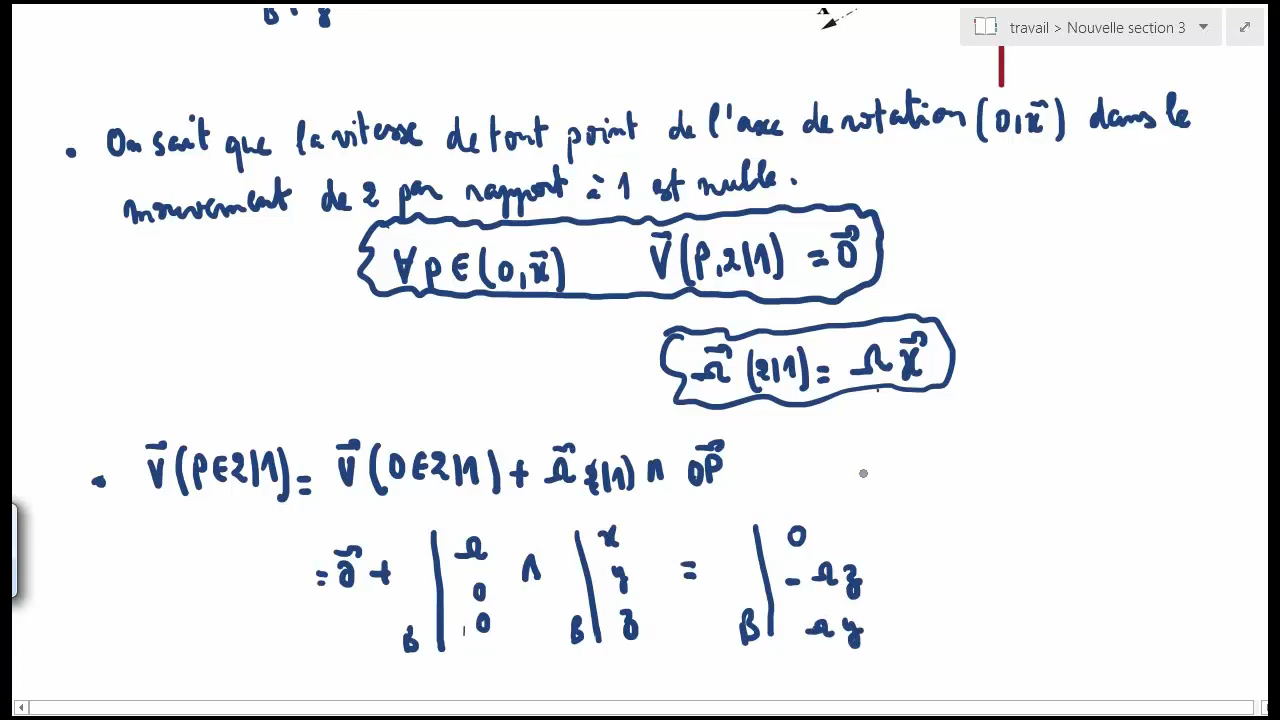 B : z
A
travail > Nouvelle section 3
• On sait que la vitesse de tout point de l'axe de rotation (O,x⃗) dans le
mouvement de 2 par rapport à 1 est nulle.
∀ P ∈ (O,x⃗) V⃗(P,2/1) = 0⃗
Ω⃗(2/1) = Ω x⃗
• V⃗(P∈2/1) = V⃗(O∈2/1) + Ω⃗ 2/1) ∧ OP⃗
= 0⃗ + B | Ω 0 0 ∧ B | x y z = B | 0 -Ωz Ωy